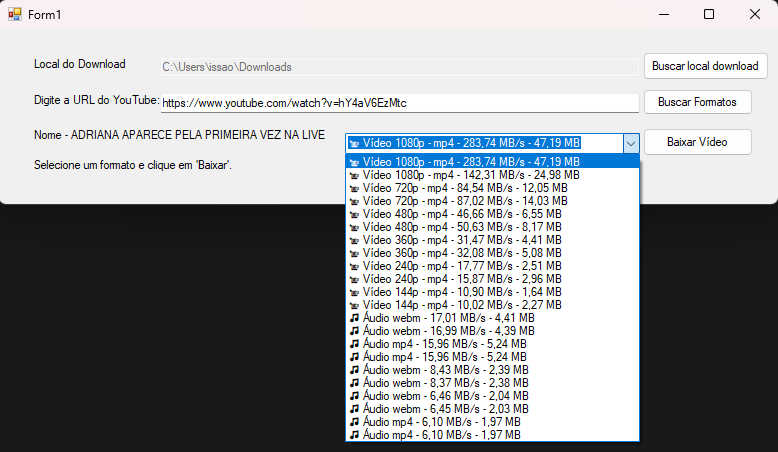 Form1
Local do Download
C:\Users\issao\Downloads
Buscar local download
Digite a URL do YouTube:
https://www.youtube.com/watch?v=hY4aV6EzMtc
Buscar Formatos
Nome - ADRIANA APARECE PELA PRIMEIRA VEZ NA LIVE
Vídeo 1080p - mp4 - 283,74 MB/s - 47,19 MB
Baixar Vídeo
Selecione um formato e clique em 'Baixar'.
Vídeo 1080p - mp4 - 283,74 MB/s - 47,19 MB
Vídeo 1080p - mp4 - 142,31 MB/s - 24,98 MB
Vídeo 720p - mp4 - 84,54 MB/s - 12,05 MB
Vídeo 720p - mp4 - 87,02 MB/s - 14,03 MB
Vídeo 480p - mp4 - 46,66 MB/s - 6,55 MB
Vídeo 480p - mp4 - 50,63 MB/s - 8,17 MB
Vídeo 360p - mp4 - 31,47 MB/s - 4,41 MB
Vídeo 360p - mp4 - 32,08 MB/s - 5,08 MB
Vídeo 240p - mp4 - 17,77 MB/s - 2,51 MB
Vídeo 240p - mp4 - 15,87 MB/s - 2,96 MB
Vídeo 144p - mp4 - 10,90 MB/s - 1,64 MB
Vídeo 144p - mp4 - 10,02 MB/s - 2,27 MB
Áudio webm - 17,01 MB/s - 4,41 MB
Áudio webm - 16,99 MB/s - 4,39 MB
Áudio mp4 - 15,96 MB/s - 5,24 MB
Áudio mp4 - 15,96 MB/s - 5,24 MB
Áudio webm - 8,43 MB/s - 2,39 MB
Áudio webm - 8,37 MB/s - 2,38 MB
Áudio webm - 6,46 MB/s - 2,04 MB
Áudio webm - 6,45 MB/s - 2,03 MB
Áudio mp4 - 6,10 MB/s - 1,97 MB
Áudio mp4 - 6,10 MB/s - 1,97 MB